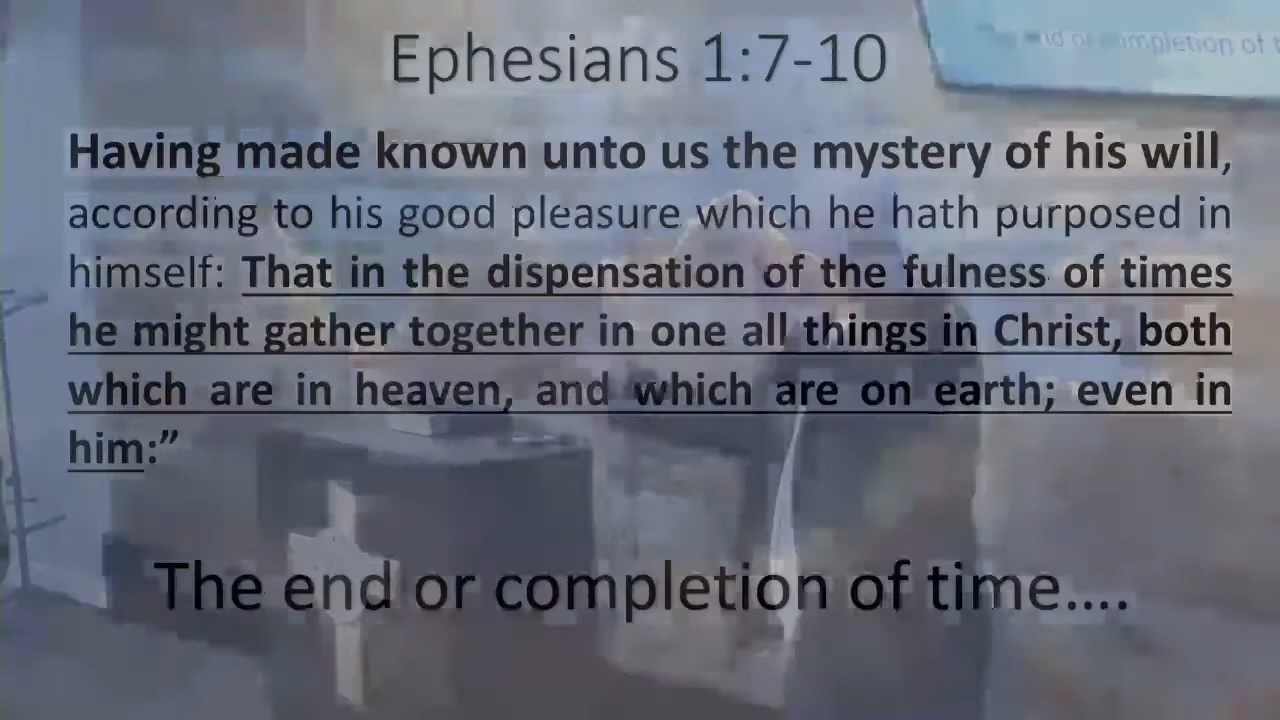 Ephesians 1:7-10
Having made known unto us the mystery of his will,
according to his good pleasure which he hath purposed in
himself: That in the dispensation of the fulness of times
he might gather together in one all things in Christ, both
which are in heaven, and which are on earth; even in
him:”
The end or completion of time....
completion of